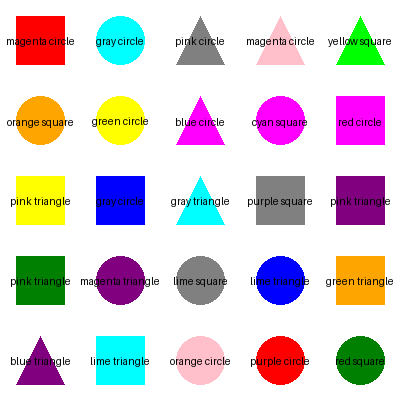 magenta circle gray circle pink circle magenta circle yellow square
orange square green circle blue circle cyan square red circle
pink triangle gray circle gray triangle purple square pink triangle
pink triangle magenta triangle lime square lime triangle green triangle
blue triangle lime triangle orange circle purple circle red square